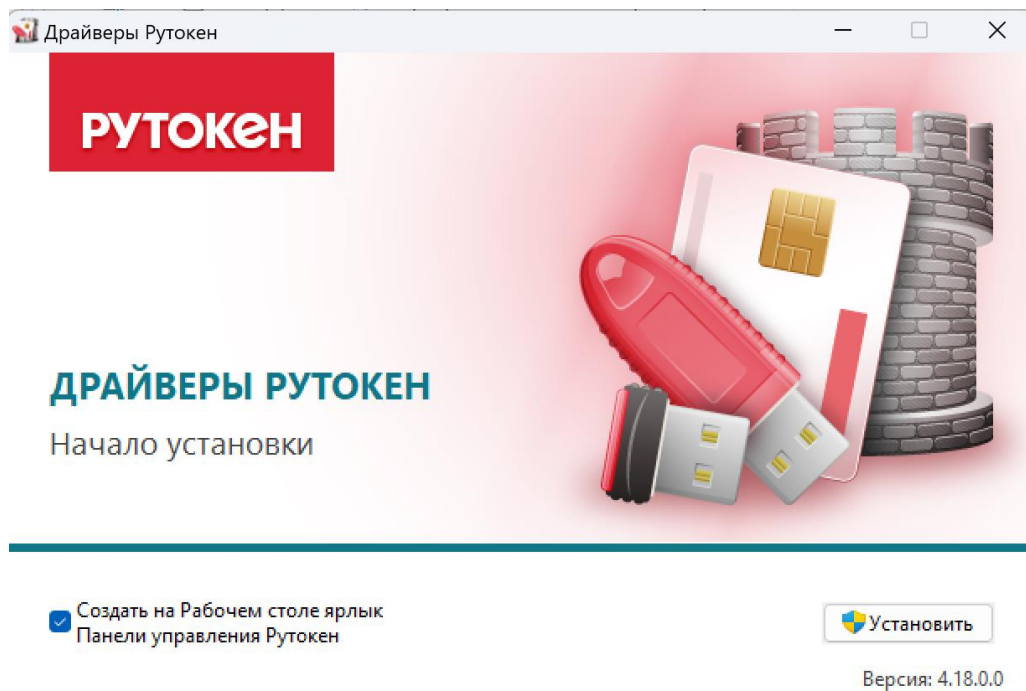 Драйверы Рутокен
РУТОКЕН
ДРАЙВЕРЫ РУТОКЕН
Начало установки
Создать на Рабочем столе ярлык
Панели управления Рутокен
Установить
Версия: 4.18.0.0